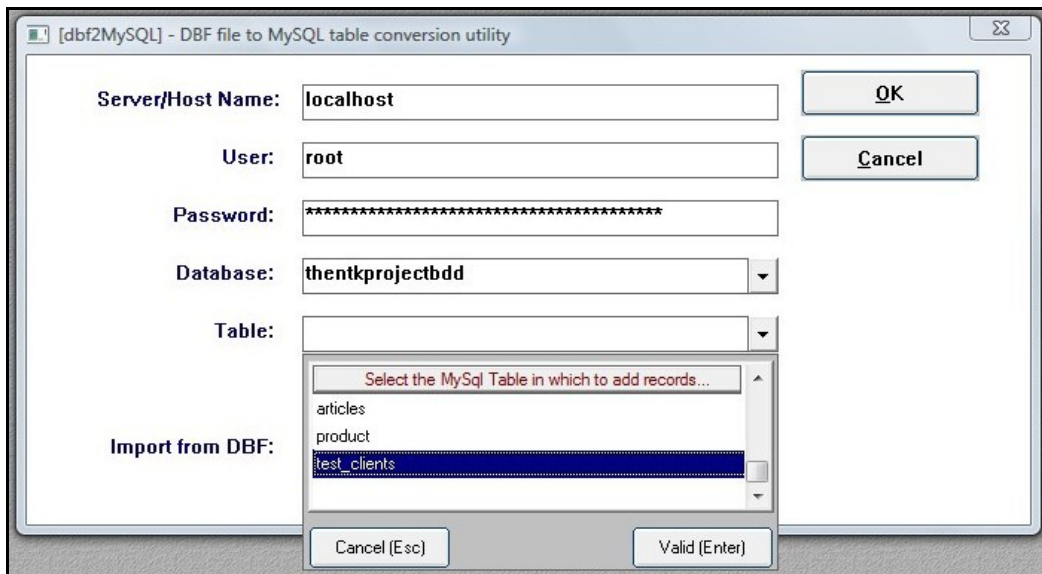 [dbf2MySQL] - DBF file to MySQL table conversion utility
Server/Host Name: localhost
OK
User: root
Cancel
Password: ****************************************
Database: thentkprojectbdd
Table:
Select the MySql Table in which to add records...
articles
product
Import from DBF:
test_clients
Cancel (Esc)
Valid (Enter)